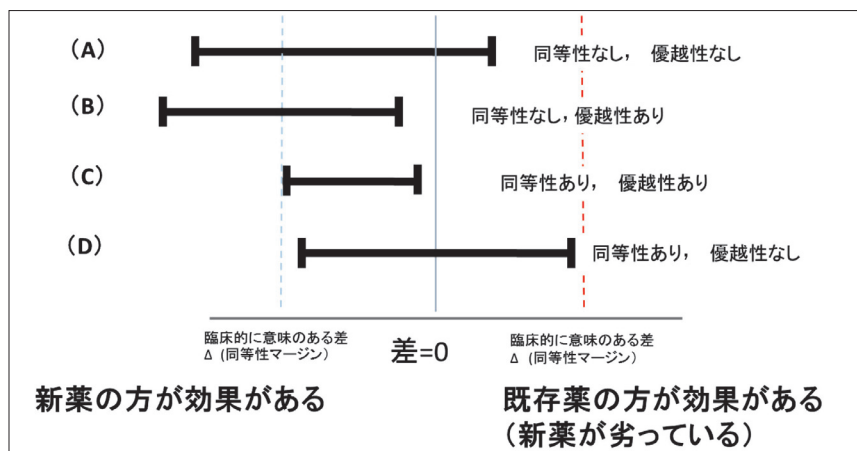 (A)
同等性なし, 優越性なし
(B)
同等性なし, 優越性あり
(C)
同等性あり, 優越性あり
(D)
同等性あり, 優越性なし
臨床的に意味のある差
Δ (同等性マージン)
差=0
臨床的に意味のある差
Δ (同等性マージン)
新薬の方が効果がある
既存薬の方が効果がある
(新薬が劣っている)